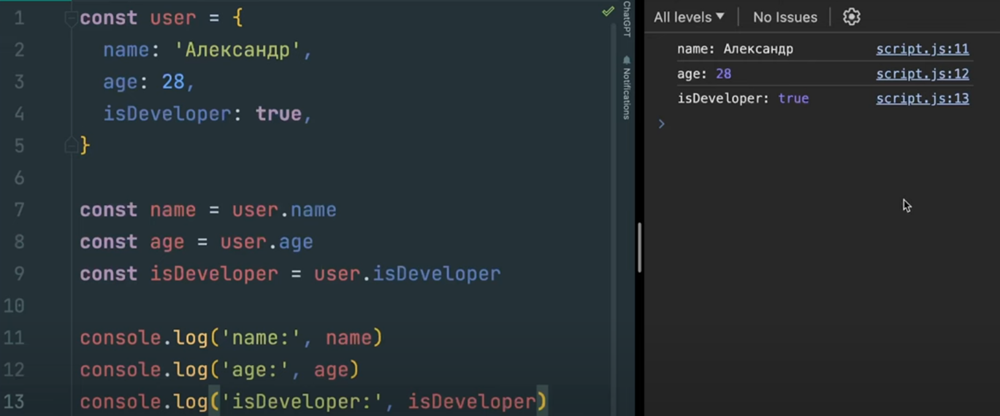 1 const user = {
2 name: 'Александр',
3 age: 28,
4 isDeveloper: true,
5 }
6
7 const name = user.name
8 const age = user.age
9 const isDeveloper = user.isDeveloper
10
11 console.log('name:', name)
12 console.log('age:', age)
13 console.log('isDeveloper:', isDeveloper)
ChatGPT
Notifications
All levels No Issues
name: Александр script.js:11
age: 28 script.js:12
isDeveloper: true script.js:13